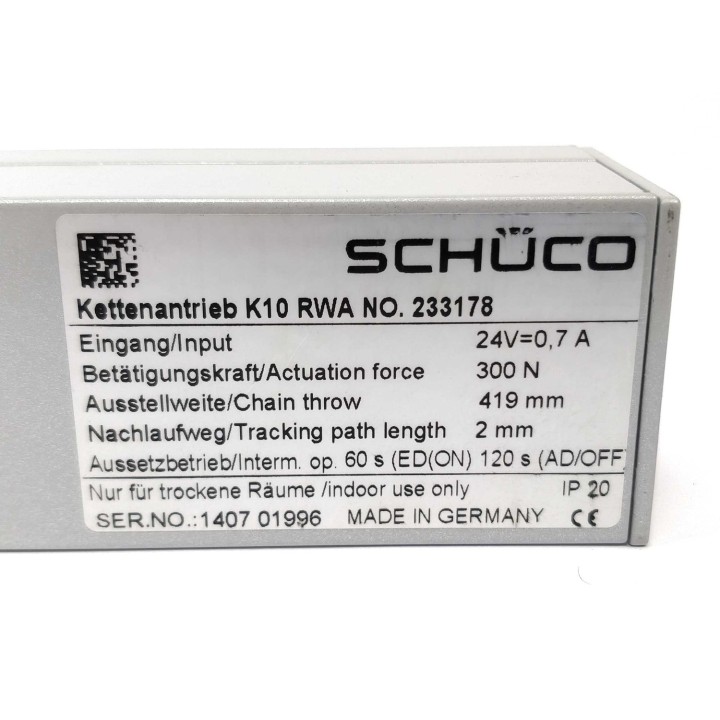 SCHÜCO
Kettenantrieb K10 RWA NO. 233178
Eingang/Input 24V=0,7 A
Betätigungskraft/Actuation force 300 N
Ausstellweite/Chain throw 419 mm
Nachlaufweg/Tracking path length 2 mm
Aussetzbetrieb/Interm. op. 60 s (ED(ON) 120 s (AD/OFF)
Nur für trockene Räume /indoor use only IP 20
SER.NO.:1407 01996 MADE IN GERMANY CE